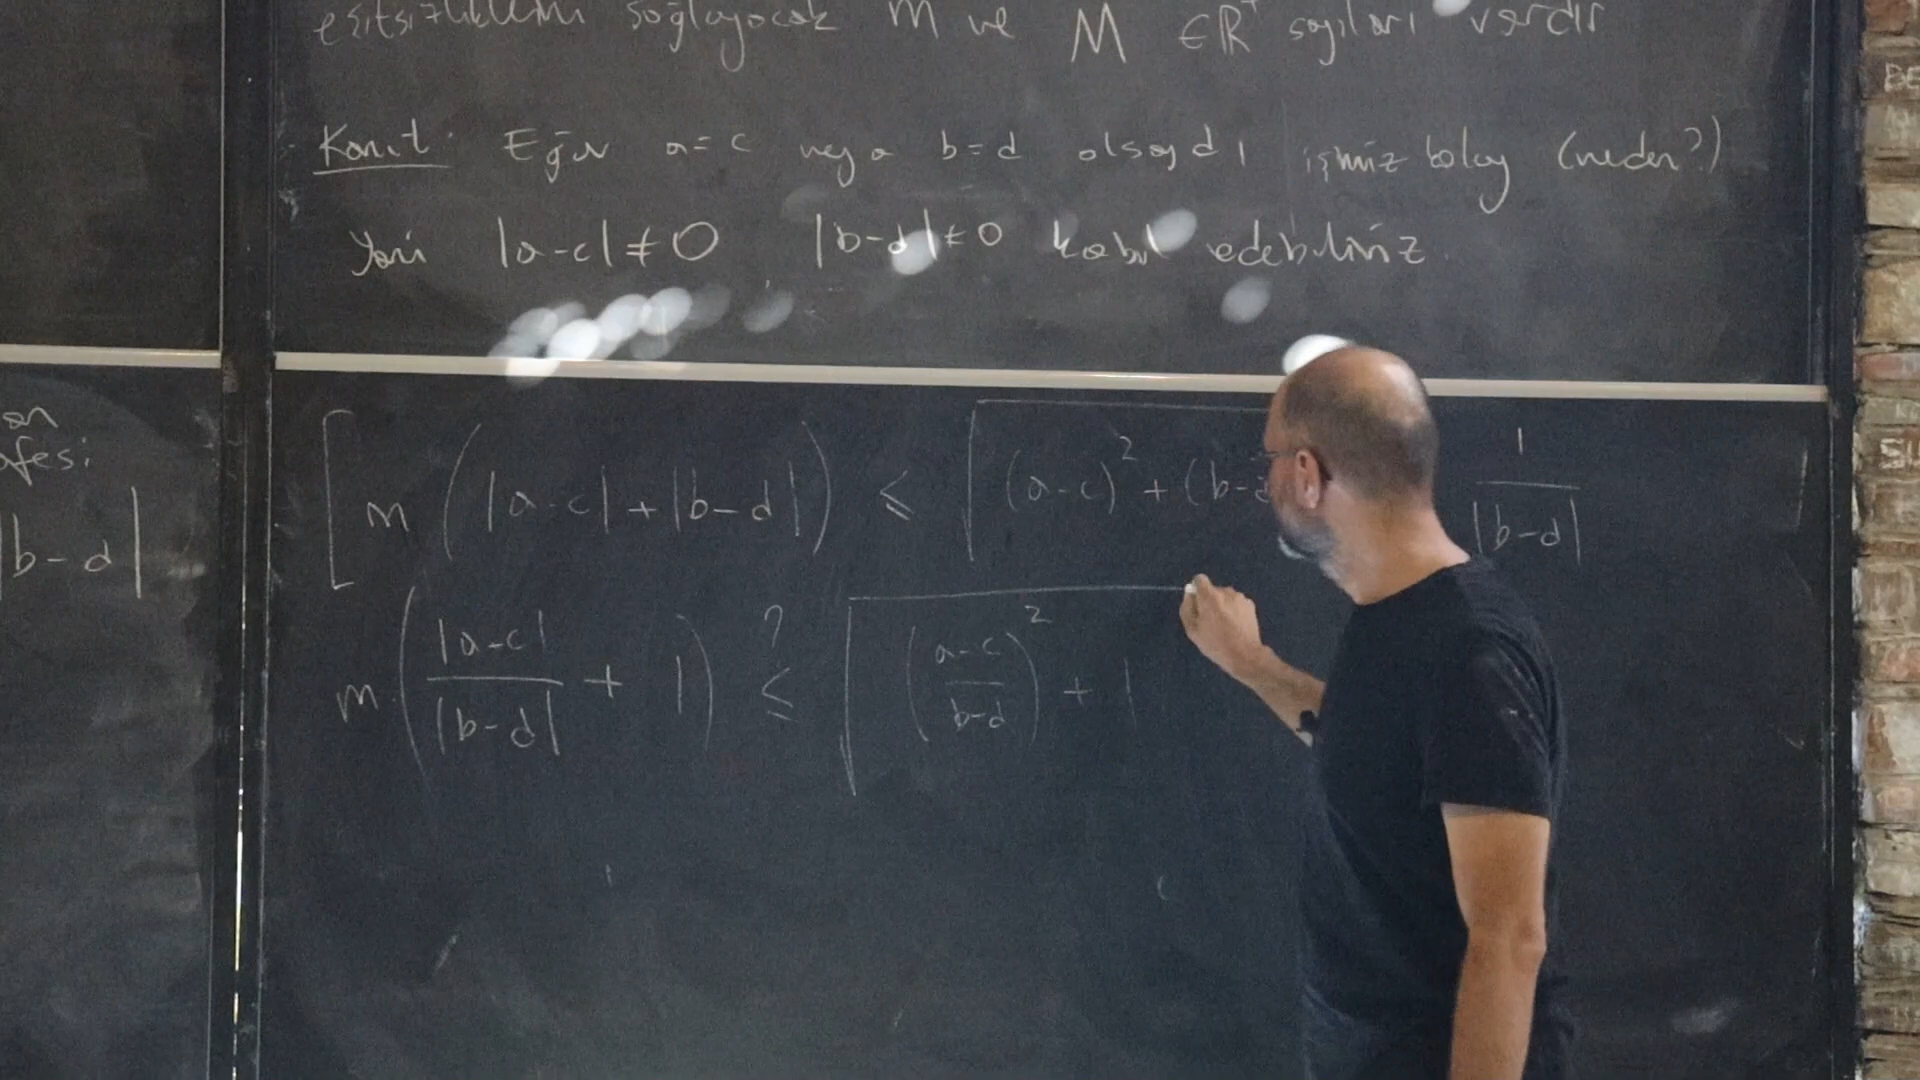 eşitsizliklerini sağlayacak m ve M ∈ R⁺ sayıları vardır
Kanıt: Eğer a=c veya b=d olsaydı işimiz kolay (neden?)
Yani |a-c| ≠ 0 |b-d| ≠ 0 kabul edebiliriz.
|b-d|
[ m ( |a-c| + |b-d| ) ≤ √ (a-c)² + (b-d 1/|b-d| ]
m. ( |a-c|/|b-d| + 1 ) ≤? √ ( (a-c)/(b-d) )² + 1